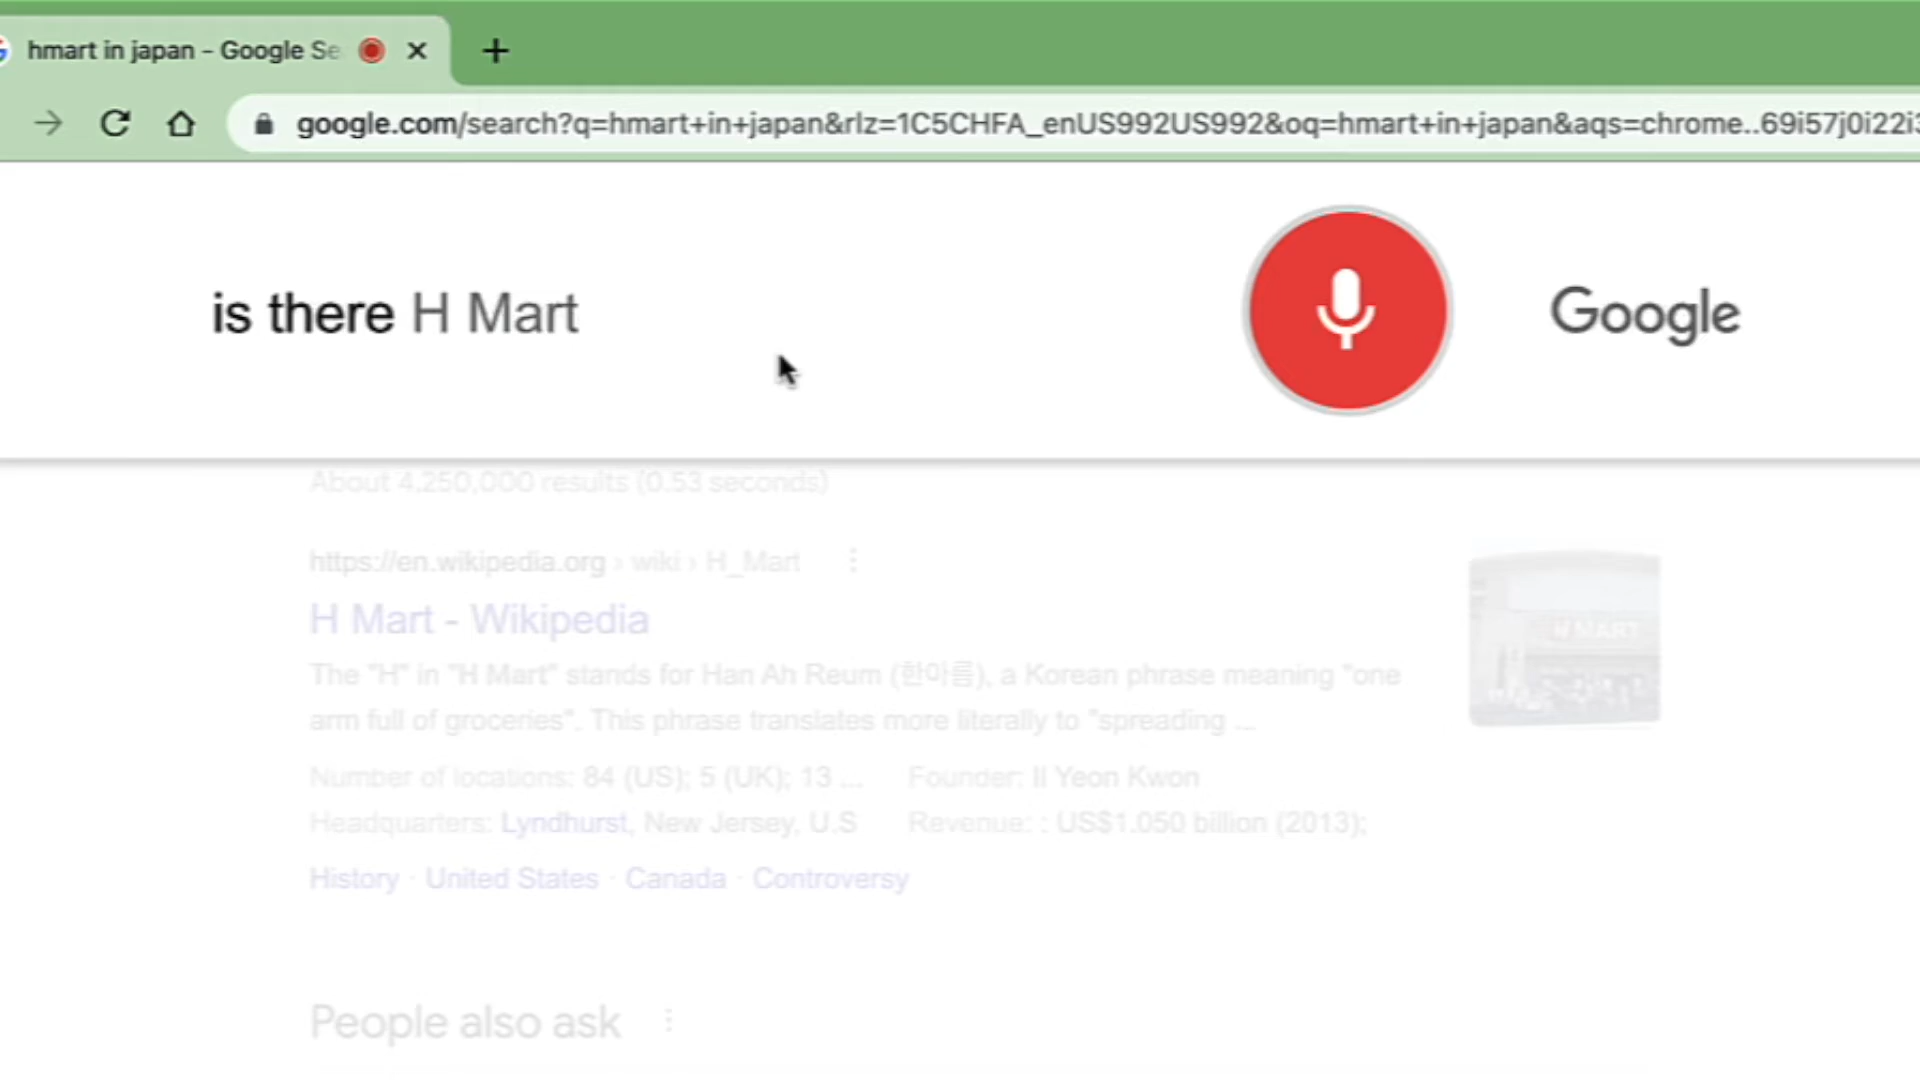 hmart in japan – Google Se
google.com/search?q=hmart+in+japan&rlz=1C5CHFA_enUS992US992&oq=hmart+in+japan&aqs=chrome..69i57j0i22i3
is there H Mart
Google
About 4,250,000 results (0.53 seconds)
https://en.wikipedia.org › wiki › H_Mart
H Mart - Wikipedia
The "H" in "H Mart" stands for Han Ah Reum (한아름), a Korean phrase meaning "one
arm full of groceries". This phrase translates more literally to "spreading ...
H MART
Number of locations: 84 (US); 5 (UK); 13 ... Founder: Il Yeon Kwon
Headquarters: Lyndhurst, New Jersey, U.S Revenue: : US$1.050 billion (2013);
History · United States · Canada · Controversy
People also ask